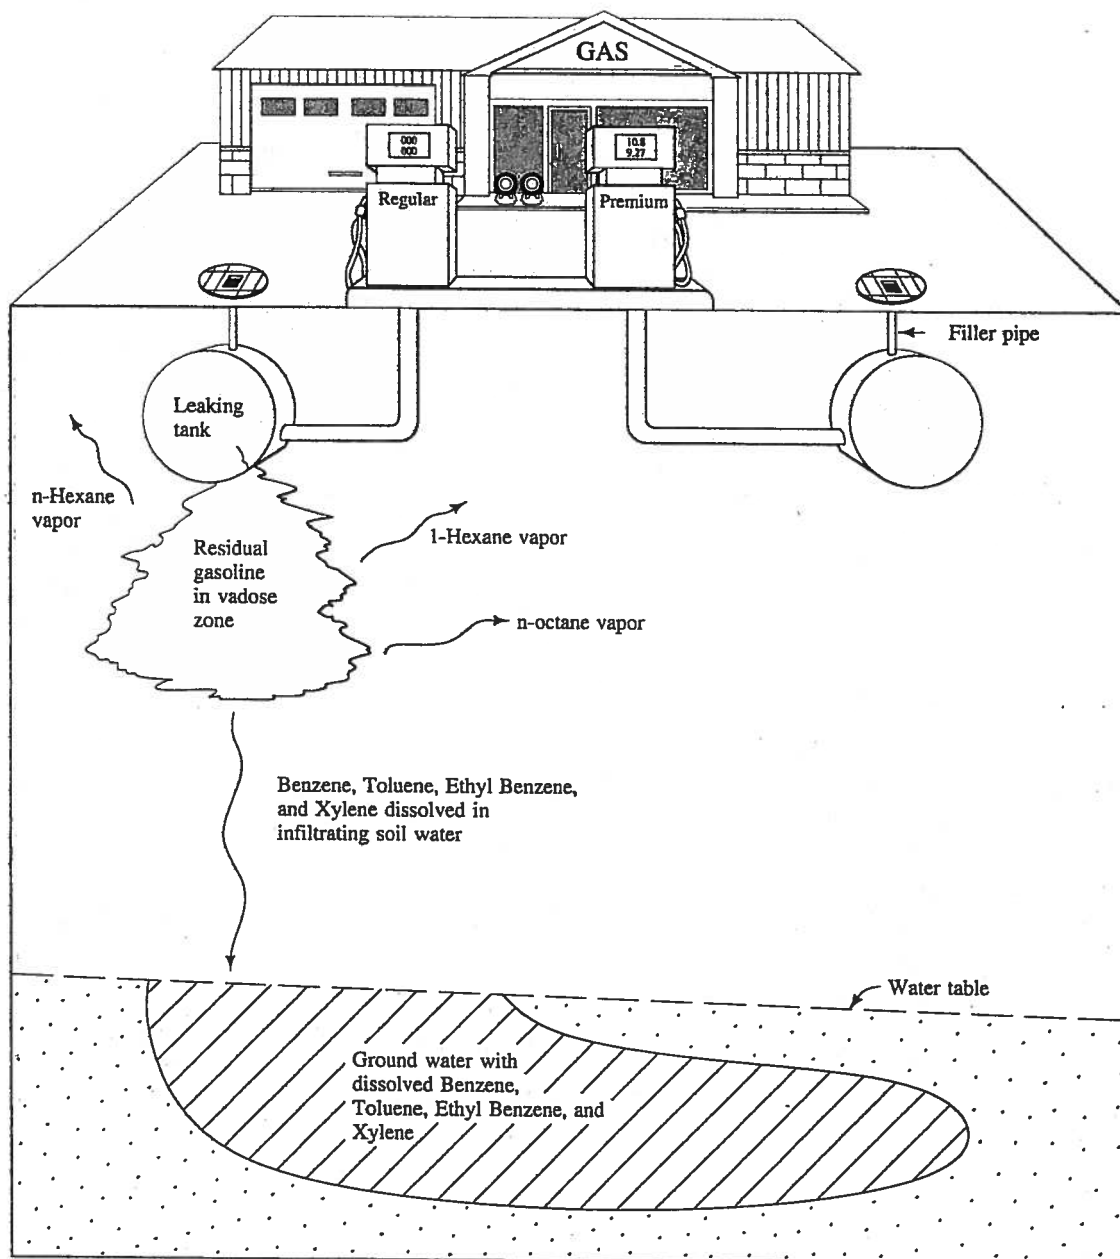 GAS
000
000
10.8
9.27
Regular
Premium
Filler pipe
Leaking
tank
n-Hexane
vapor
1-Hexane vapor
Residual
gasoline
in vadose
zone
n-octane vapor
Benzene, Toluene, Ethyl Benzene,
and Xylene dissolved in
infiltrating soil water
Water table
Ground water with
dissolved Benzene,
Toluene, Ethyl Benzene, and
Xylene